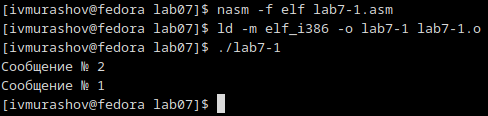 [ivmurashov@fedora lab07]$ nasm -f elf lab7-1.asm
[ivmurashov@fedora lab07]$ ld -m elf_i386 -o lab7-1 lab7-1.o
[ivmurashov@fedora lab07]$ ./lab7-1
Сообщение № 2
Сообщение № 1
[ivmurashov@fedora lab07]$